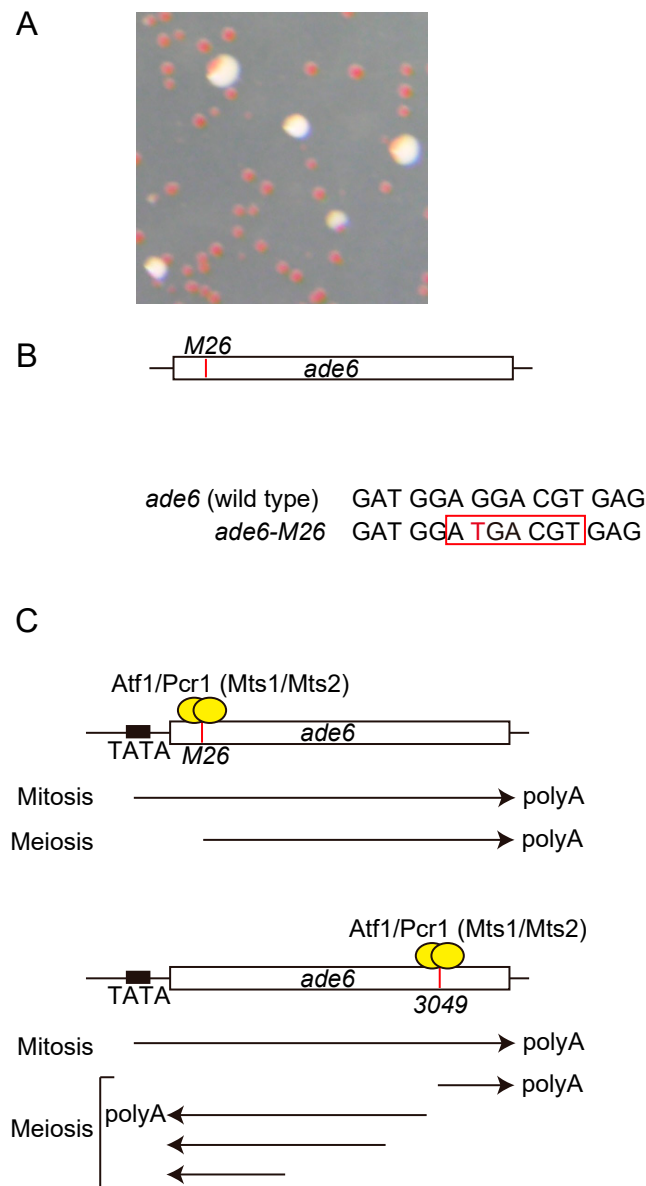 A
B
M26
ade6
ade6 (wild type) GAT GGA GGA CGT GAG
ade6-M26 GAT GGA TGA CGT GAG
C
Atf1/Pcr1 (Mts1/Mts2)
ade6
TATA M26
Mitosis polyA
Meiosis polyA
Atf1/Pcr1 (Mts1/Mts2)
ade6
TATA 3049
Mitosis polyA
polyA
Meiosis polyA